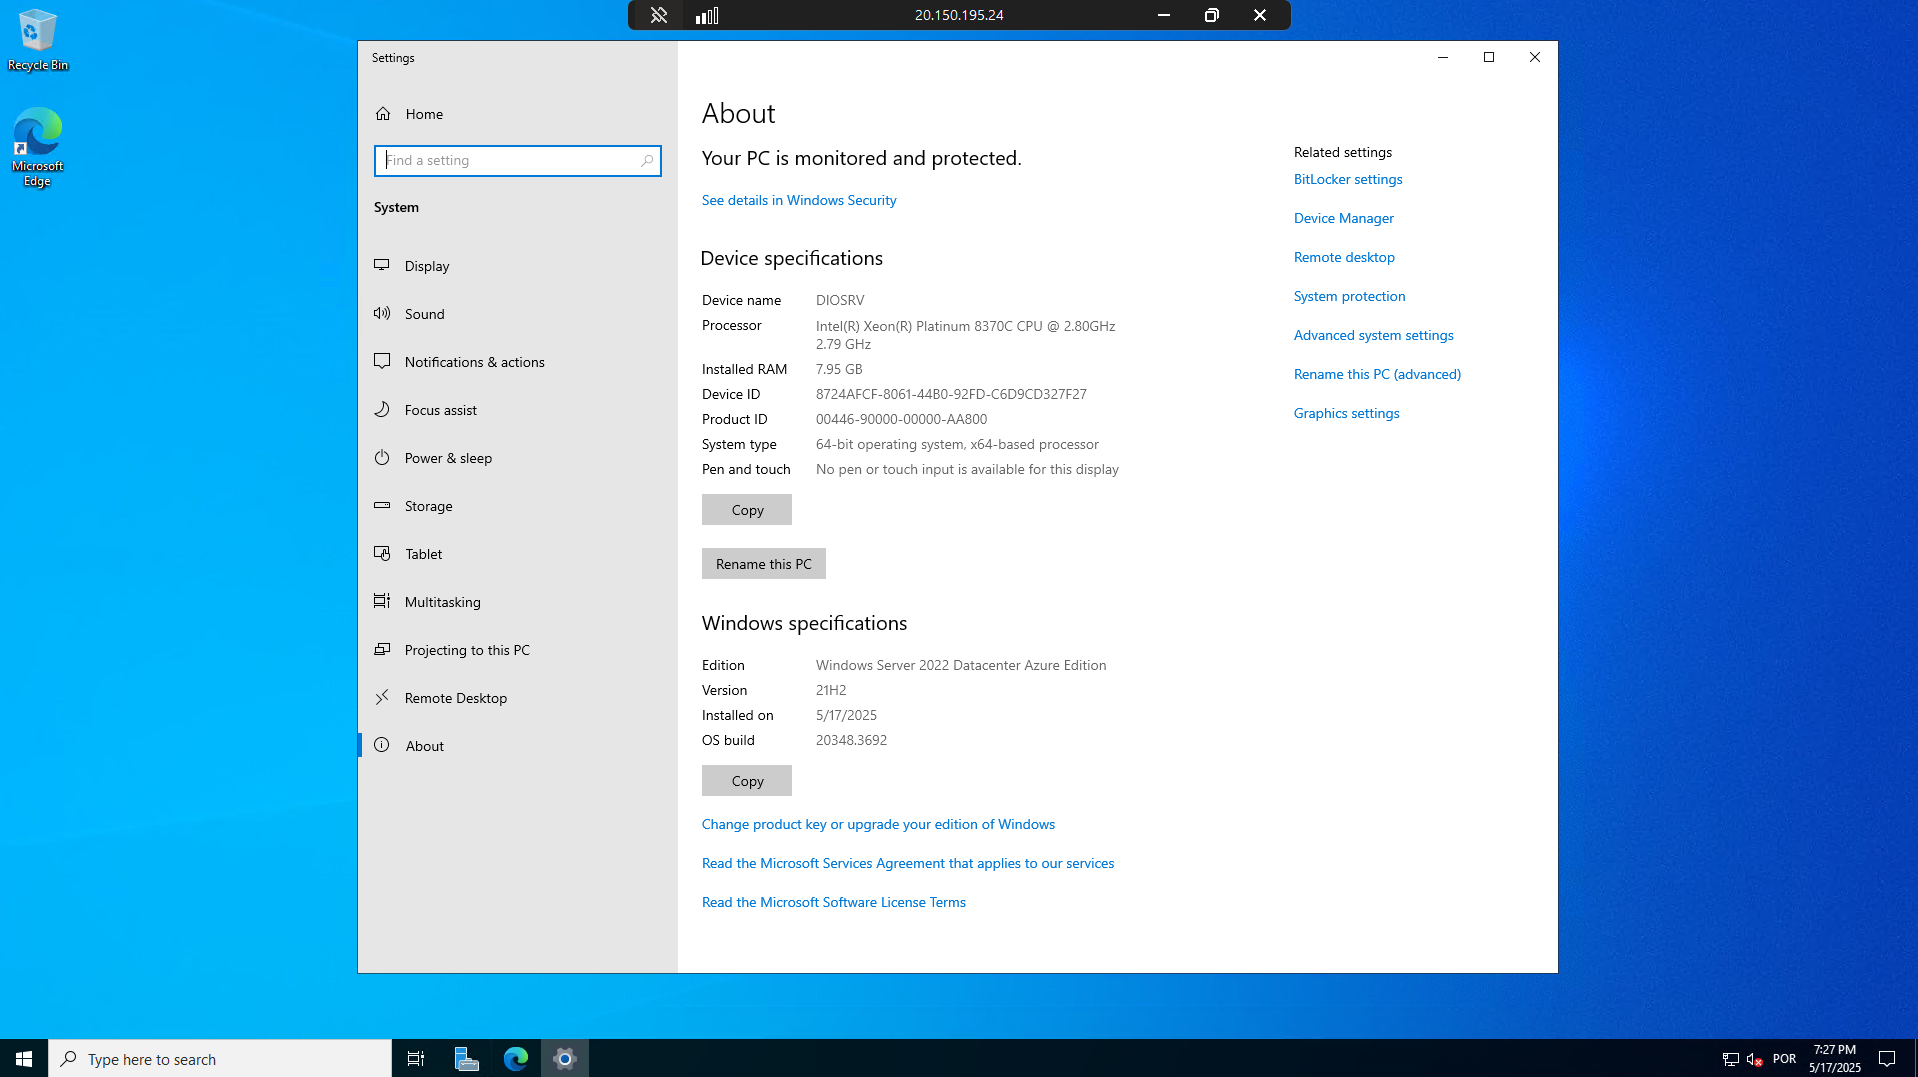 20.150.195.24
Recycle Bin
Microsoft
Edge
Settings
Home
Find a setting
System
Display
Sound
Notifications & actions
Focus assist
Power & sleep
Storage
Tablet
Multitasking
Projecting to this PC
Remote Desktop
About
About
Your PC is monitored and protected.
See details in Windows Security
Device specifications
Device name DIOSRV
Processor Intel(R) Xeon(R) Platinum 8370C CPU @ 2.80GHz
2.79 GHz
Installed RAM 7.95 GB
Device ID 8724AFCF-8061-44B0-92FD-C6D9CD327F27
Product ID 00446-90000-00000-AA800
System type 64-bit operating system, x64-based processor
Pen and touch No pen or touch input is available for this display
Copy
Rename this PC
Windows specifications
Edition Windows Server 2022 Datacenter Azure Edition
Version 21H2
Installed on 5/17/2025
OS build 20348.3692
Copy
Change product key or upgrade your edition of Windows
Read the Microsoft Services Agreement that applies to our services
Read the Microsoft Software License Terms
Related settings
BitLocker settings
Device Manager
Remote desktop
System protection
Advanced system settings
Rename this PC (advanced)
Graphics settings
Type here to search
POR
7:27 PM
5/17/2025